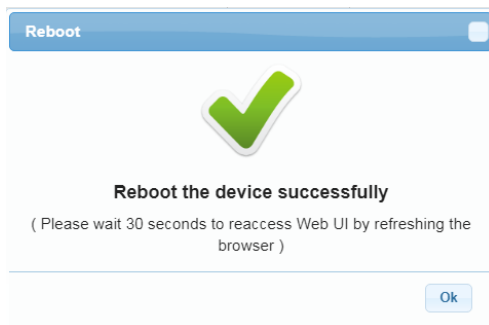 Reboot
Reboot the device successfully
( Please wait 30 seconds to reaccess Web UI by refreshing the
browser )
Ok